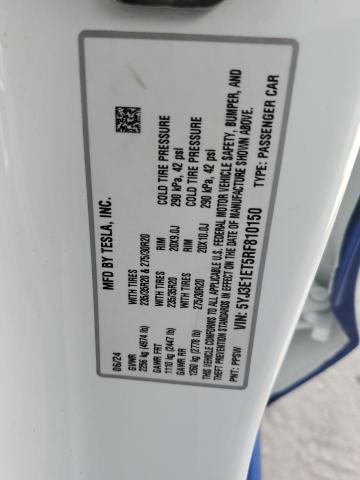 MFD BY TESLA, INC.
06/24
GVWR
2256 kg (4974 lb)
WITH TIRES
235/35R20 & 275/30R20
COLD TIRE PRESSURE
290 kPa, 42 psi
GAWR FRT
1110 kg (2447 lb)
WITH TIRES
235/35R20
RIM
20X9.0J
COLD TIRE PRESSURE
290 kPa, 42 psi
GAWR RR
1260 kg (2778 lb)
WITH TIRES
275/30R20
RIM
20X10.0J
THIS VEHICLE CONFORMS TO ALL APPLICABLE U.S. FEDERAL MOTOR VEHICLE SAFETY, BUMPER, AND
THEFT PREVENTION STANDARDS IN EFFECT ON THE DATE OF MANUFACTURE SHOWN ABOVE.
VIN: 5YJ3E1ET5RF810150
TYPE: PASSENGER CAR
PNT: PPSW